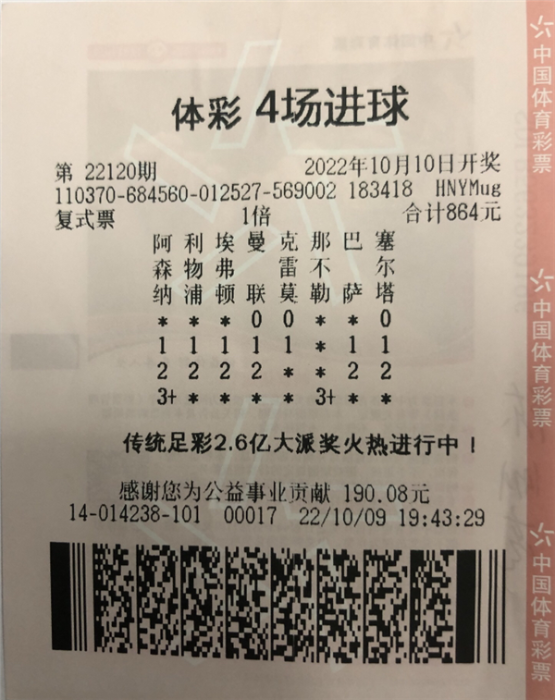 体彩 4场进球
第 22120期 2022年10月10日开奖
110370-684560-012527-569002 183418 HNYMug
复式票 1倍 合计864元
阿 利 埃 曼 克 那 巴 塞
森 物 弗 雷 不 尔
纳 浦 顿 联 莫 勒 萨 塔
* * * 0 0 * * 0
1 1 1 1 1 * 1 1
2 2 2 2 * * 2 2
3+ * * * * 3+ * *
传统足彩2.6亿大派奖火热进行中！
感谢您为公益事业贡献 190.08元
14-014238-101 00017 22/10/09 19:43:29
中国体育彩票
中国体育彩票
中国体育彩票